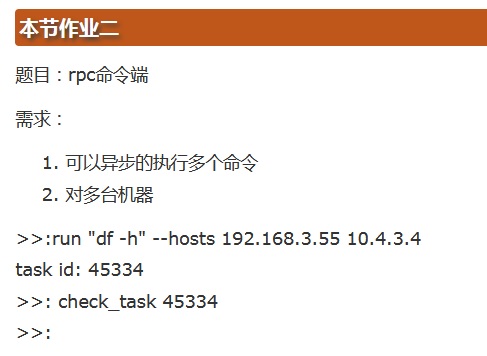 本节作业二
题目：rpc命令端
需求：
1. 可以异步的执行多个命令
2. 对多台机器
>>:run "df -h" --hosts 192.168.3.55 10.4.3.4
task id: 45334
>>: check_task 45334
>>: